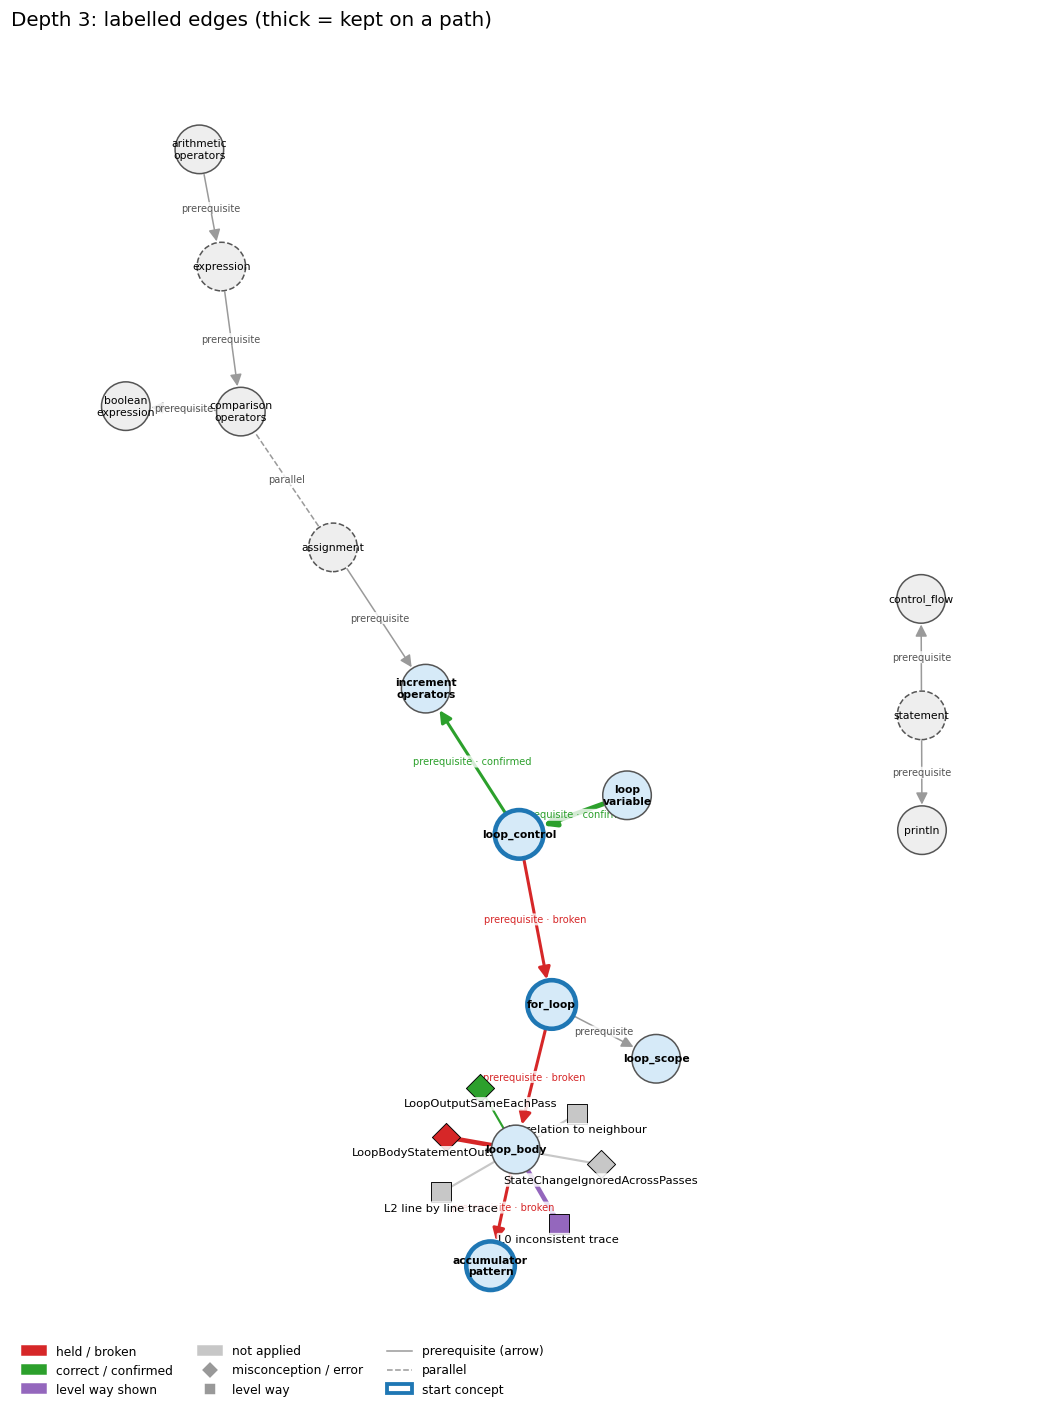 Depth 3: labelled edges (thick = kept on a path)
arithmetic
operators
prerequisite
expression
prerequisite
boolean
expression
prerequisite
comparison
operators
parallel
assignment
prerequisite
control_flow
prerequisite
statement
prerequisite
println
increment
operators
prerequisite · confirmed
loop
variable
loop_control
prerequisite · broken
for_loop
prerequisite
loop_scope
prerequisite · broken
LoopOutputSameEachPass
relation to neighbour
loop_body
LoopBodyStatementOuts
StateChangeIgnoredAcrossPasses
L2 line by line trace
· broken
L0 inconsistent trace
accumulator
pattern
held / broken
correct / confirmed
level way shown
not applied
misconception / error
level way
prerequisite (arrow)
parallel
start concept